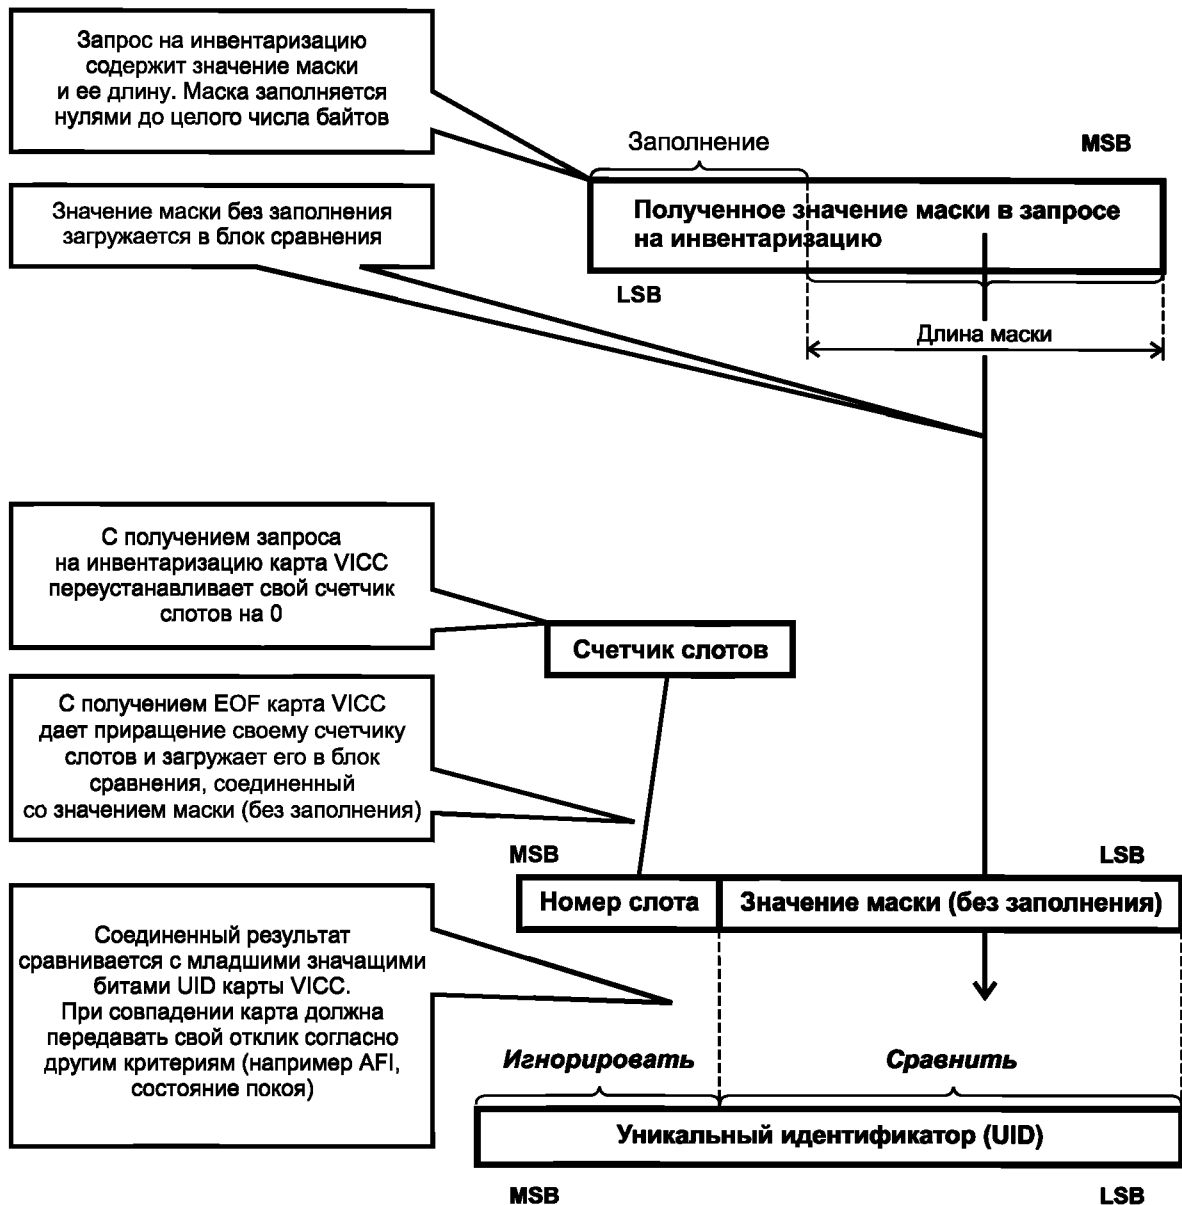 Запрос на инвентаризацию
содержит значение маски
и ее длину. Маска заполняется
нулями до целого числа байтов
Заполнение
MSB
Полученное значение маски в запросе
на инвентаризацию
Значение маски без заполнения
загружается в блок сравнения
LSB
Длина маски
С получением запроса
на инвентаризацию карта VICC
переустанавливает свой счетчик
слотов на 0
Счетчик слотов
С получением EOF карта VICC
дает приращение своему счетчику
слотов и загружает его в блок
сравнения, соединенный
со значением маски (без заполнения)
MSB
LSB
Номер слота
Значение маски (без заполнения)
Соединенный результат
сравнивается с младшими значащими
битами UID карты VICC.
При совпадении карта должна
передавать свой отклик согласно
другим критериям (например AFI,
состояние покоя)
Игнорировать
Сравнить
Уникальный идентификатор (UID)
MSB
LSB